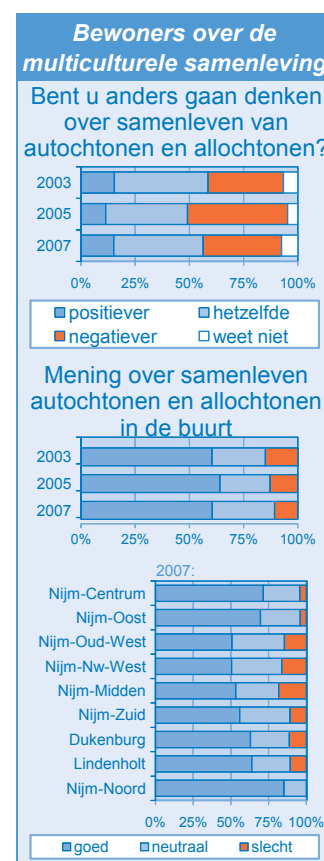 Bewoners over de
multiculturele samenleving
Bent u anders gaan denken
over samenleven van
autochtonen en allochtonen?
2003
2005
2007
0% 25% 50% 75% 100%
positiever hetzelfde
negatiever weet niet
Mening over samenleven
autochtonen en allochtonen
in de buurt
2003
2005
2007
0% 25% 50% 75% 100%
2007:
Nijm-Centrum
Nijm-Oost
Nijm-Oud-West
Nijm-Nw-West
Nijm-Midden
Nijm-Zuid
Dukenburg
Lindenholt
Nijm-Noord
0% 25% 50% 75% 100%
goed neutraal slecht